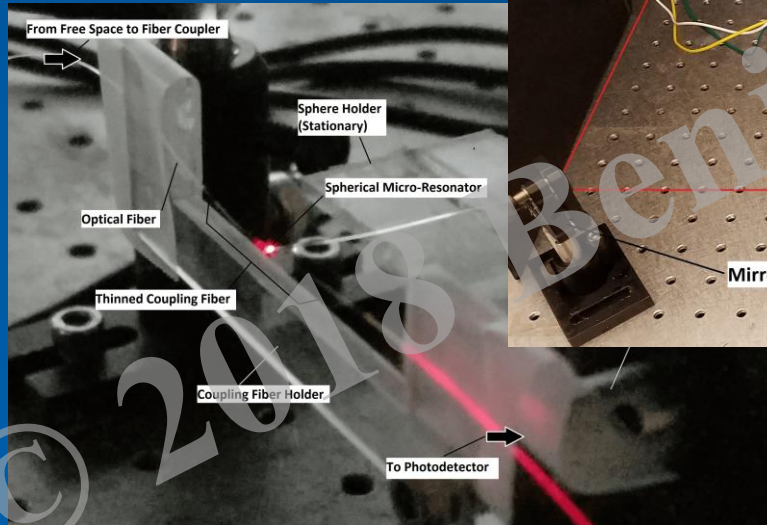 From Free Space to Fiber Coupler
Sphere Holder
(Stationary)
Spherical Micro-Resonator
Optical Fiber
Thinned Coupling Fiber
Mirr
Coupling Fiber Holder
To Photodetector
© 2018 Beni